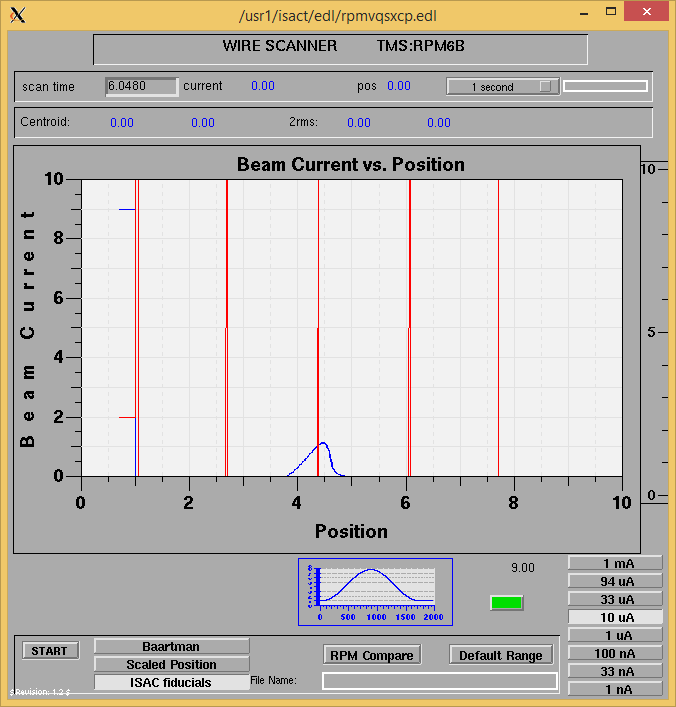 /usr1/isact/edl/rpmvqsxcp.edl
WIRE SCANNER TMS:RPM6B
scan time 6.0480 current 0.00 pos 0.00 1 second
Centroid: 0.00 0.00 2rms: 0.00 0.00
Beam Current vs. Position
10
8
6
4
2
0
Beam Current
0 2 4 6 8 10
Position
10
5
0
8
0 500 1000 1500 2000
9.00
1 mA
94 uA
33 uA
10 uA
1 uA
100 nA
33 nA
1 nA
START
Baartman
Scaled Position
ISAC fiducials
RPM Compare
Default Range
File Name:
$Revision: 1.2 $